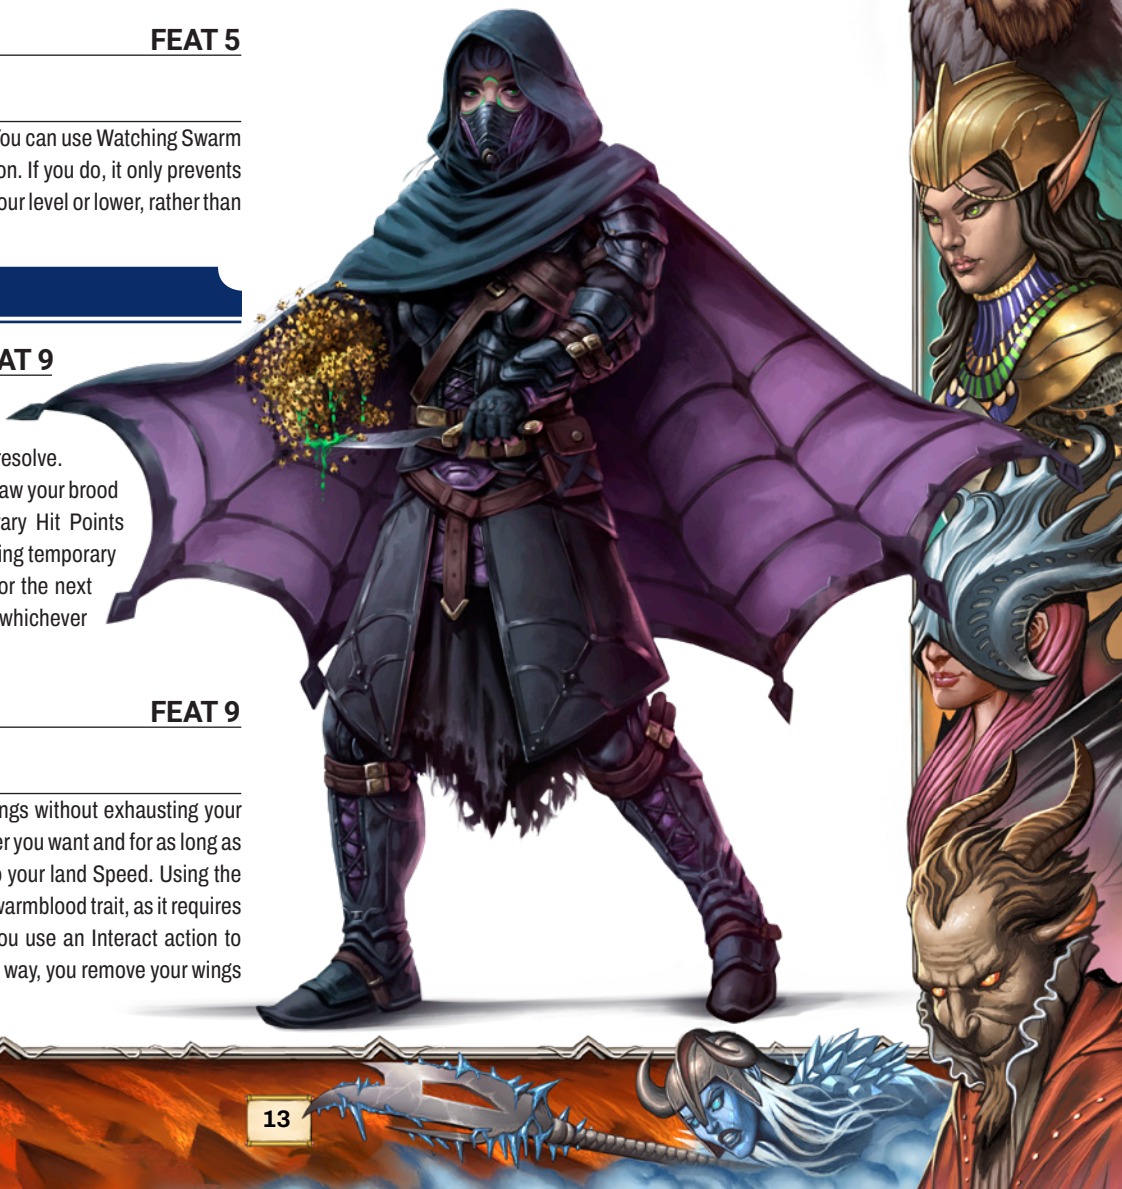 FEAT 5
You can use Watching Swarm
on. If you do, it only prevents
our level or lower, rather than
AT 9
resolve.
aw your brood
ary Hit Points
ing temporary
or the next
whichever
FEAT 9
ngs without exhausting your
er you want and for as long as
o your land Speed. Using the
warmblood trait, as it requires
ou use an Interact action to
way, you remove your wings
13